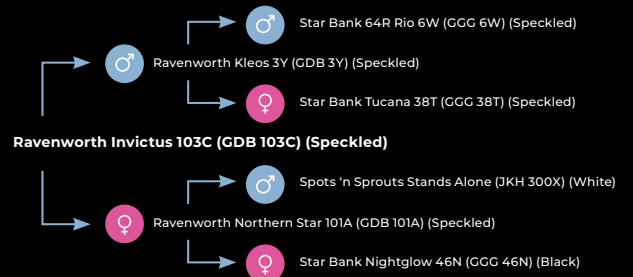 Star Bank 64R Rio 6W (GGG 6W) (Speckled)
Ravenworth Kleos 3Y (GDB 3Y) (Speckled)
Star Bank Tucana 38T (GGG 38T) (Speckled)
Ravenworth Invictus 103C (GDB 103C) (Speckled)
Spots ‘n Sprouts Stands Alone (JKH 300X) (White)
Ravenworth Northern Star 101A (GDB 101A) (Speckled)
Star Bank Nightglow 46N (GGG 46N) (Black)